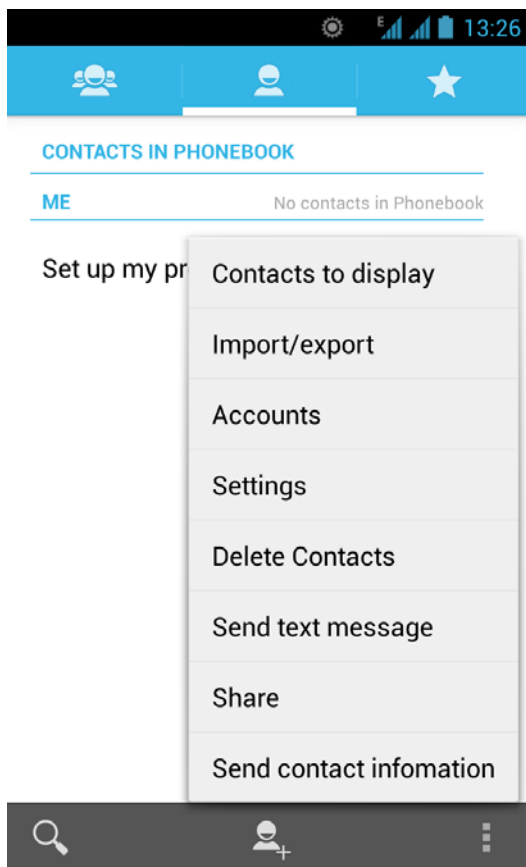 E 13:26
CONTACTS IN PHONEBOOK
ME No contacts in Phonebook
Set up my pr
Contacts to display
Import/export
Accounts
Settings
Delete Contacts
Send text message
Share
Send contact infomation